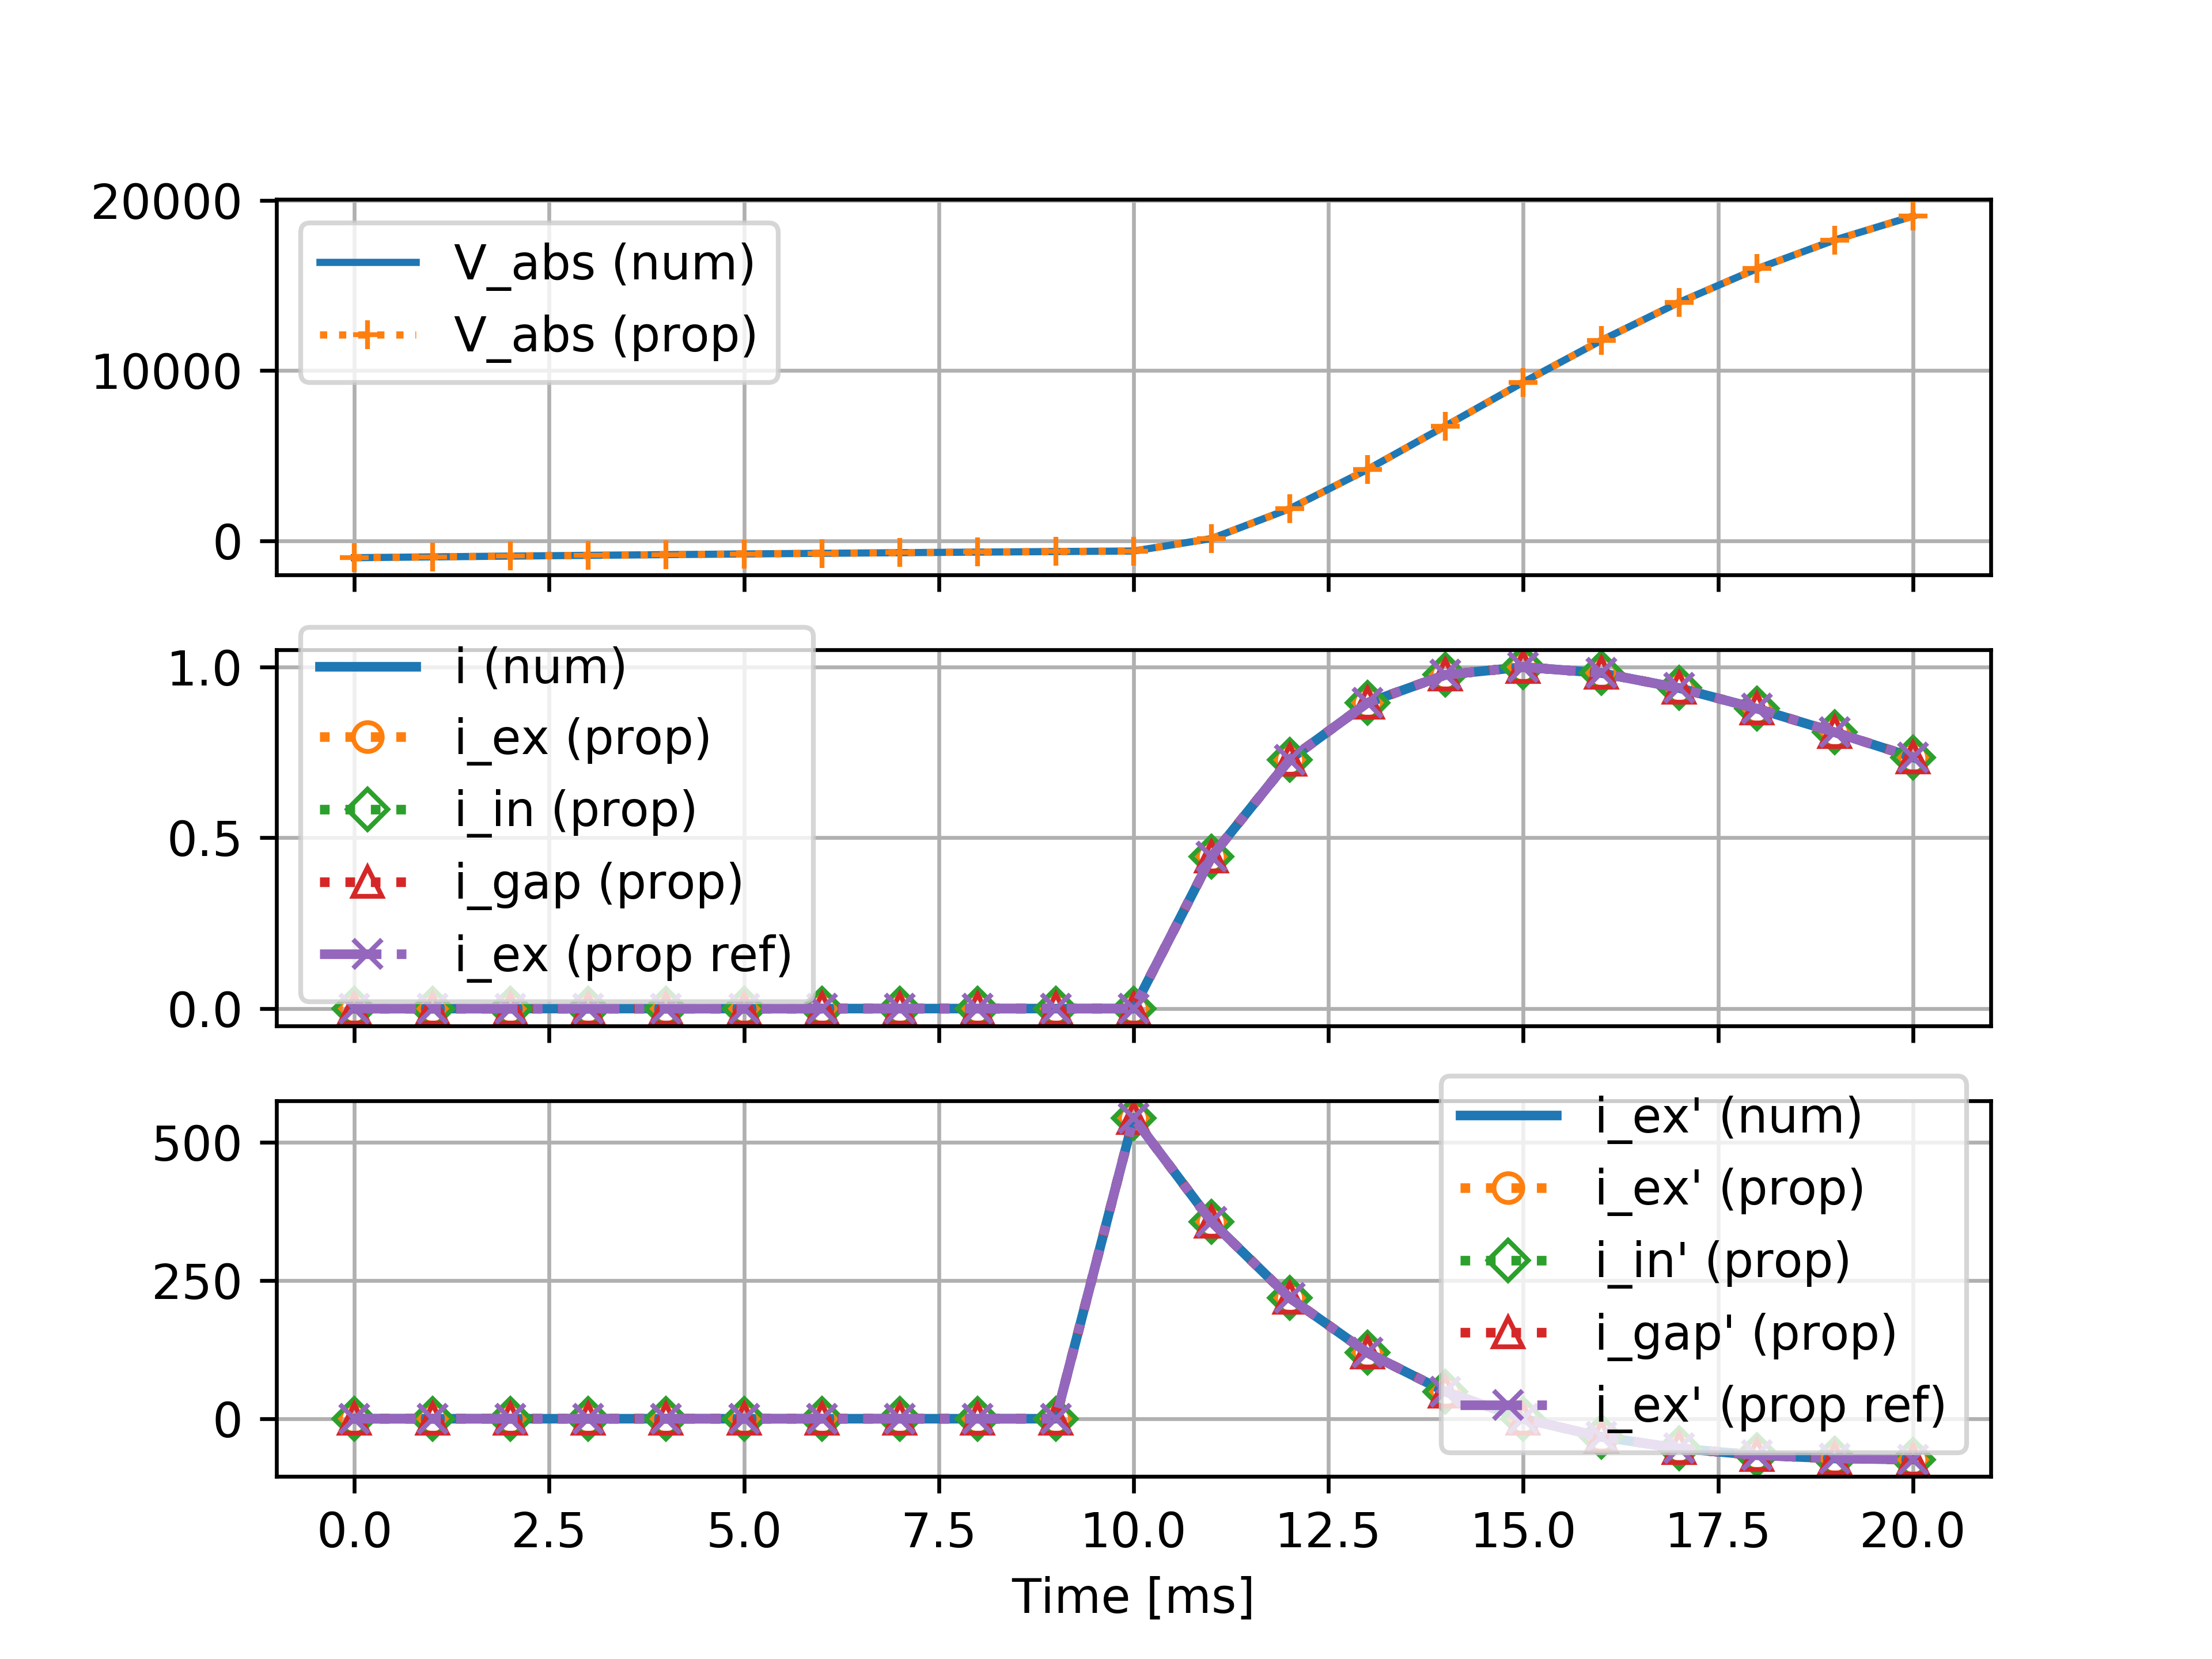 20000
10000
0
V_abs (num)
V_abs (prop)
1.0
0.5
0.0
i (num)
i_ex (prop)
i_in (prop)
i_gap (prop)
i_ex (prop ref)
500
250
0
i_ex' (num)
i_ex' (prop)
i_in' (prop)
i_gap' (prop)
i_ex' (prop ref)
0.0 2.5 5.0 7.5 10.0 12.5 15.0 17.5 20.0
Time [ms]